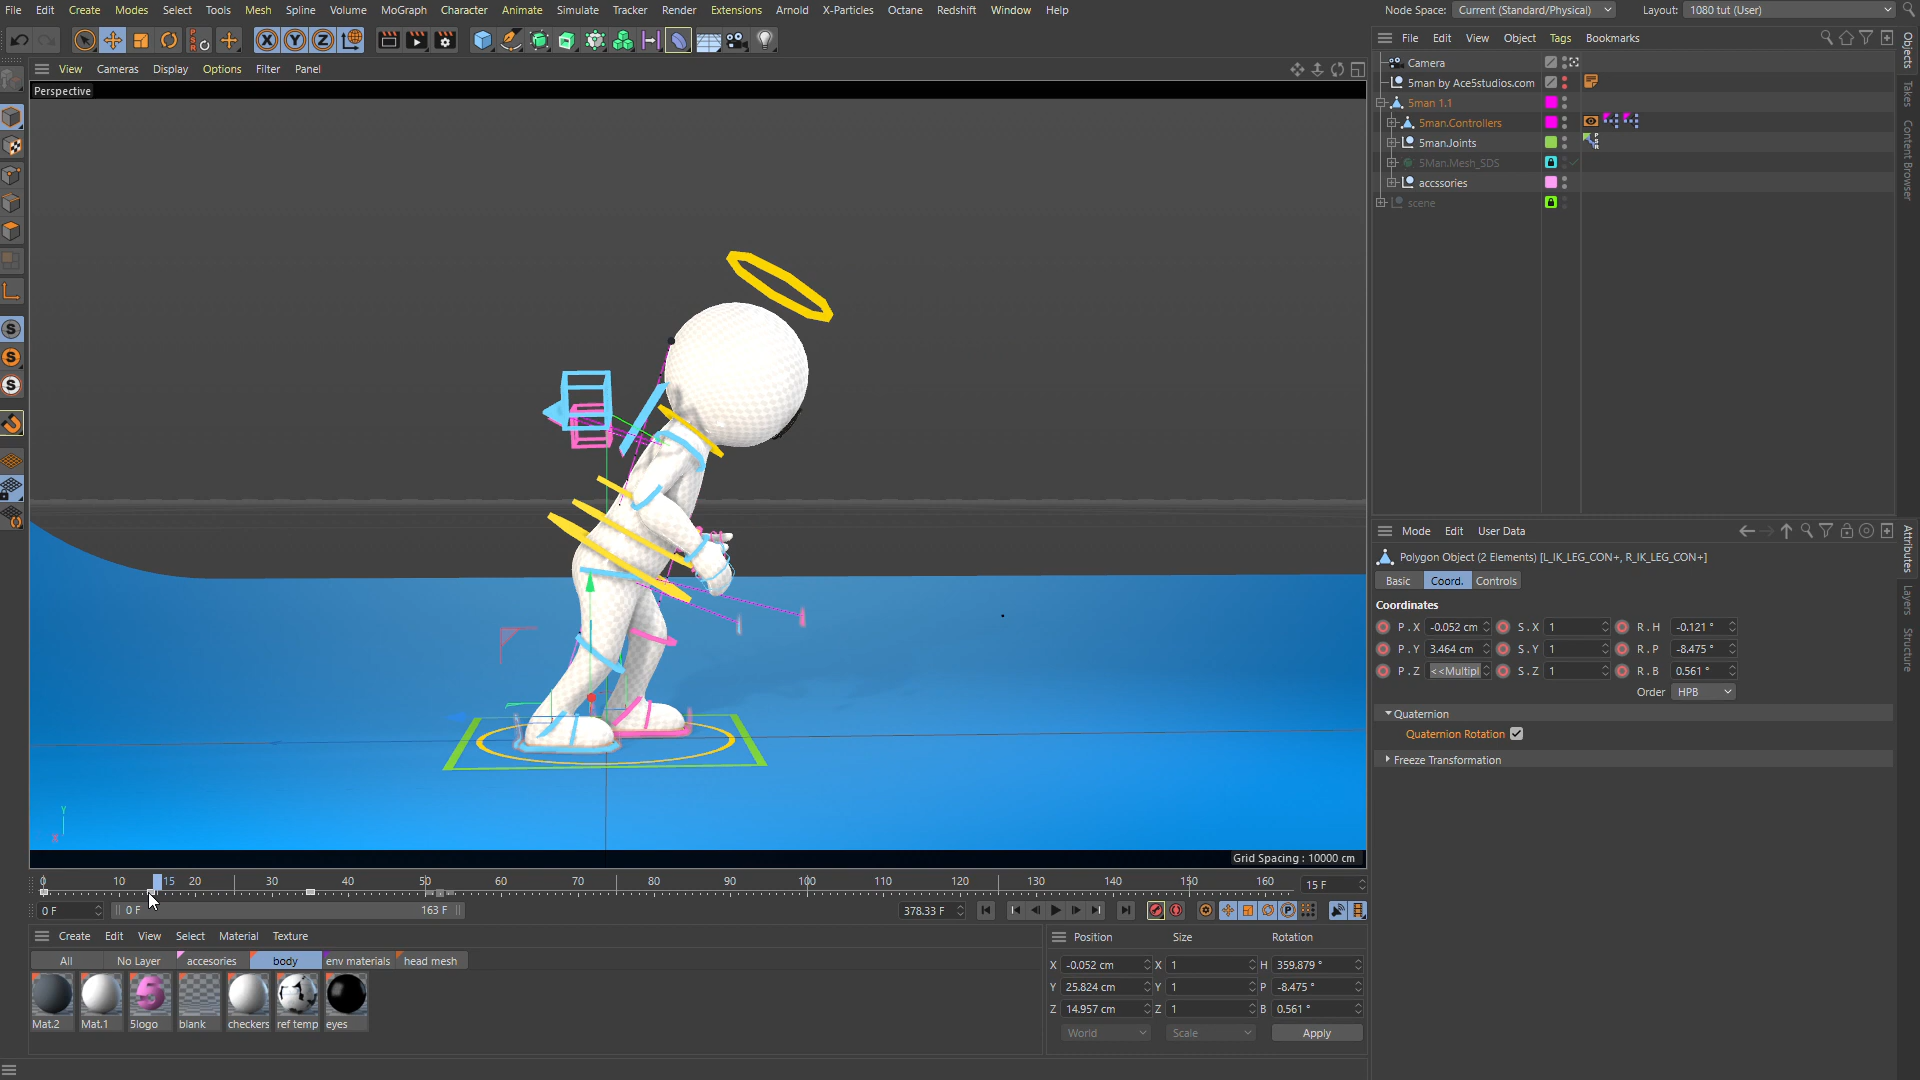 File Edit Create Modes Select Tools Mesh Spline Volume MoGraph Character Animate Simulate Tracker Render Extensions Arnold X-Particles Octane Redshift Window Help
Node Space: Current (Standard/Physical) Layout: 1080 tut (User)
X Y Z
View Cameras Display Options Filter Panel
File Edit View Object Tags Bookmarks
Perspective
Camera
5man by Ace5studios.com
5man 1.1
5man.Controllers
5man.Joints
5Man.Mesh_SDS
accssories
scene
Objects
Takes
Content Browser
Mode Edit User Data
Polygon Object (2 Elements) [L_IK_LEG_CON+, R_IK_LEG_CON+]
Basic Coord. Controls
Coordinates
P . X -0.052 cm S . X 1 R . H -0.121 °
P . Y 3.464 cm S . Y 1 R . P -8.475 °
P . Z <<Multipl S . Z 1 R . B 0.561 °
Order HPB
Quaternion
Quaternion Rotation
Freeze Transformation
Attributes
Layers
Structure
Y
X
Grid Spacing : 10000 cm
0 10 15 20 30 40 50 60 70 80 90 100 110 120 130 140 150 160 15 F
0 F 0 F 163 F 378.33 F
Create Edit View Select Material Texture
All No Layer accesories body env materials head mesh
Mat.2 Mat.1 5logo blank checkers ref temp eyes
Position Size Rotation
X -0.052 cm X 1 H 359.879 °
Y 25.824 cm Y 1 P -8.475 °
Z 14.957 cm Z 1 B 0.561 °
World Scale Apply